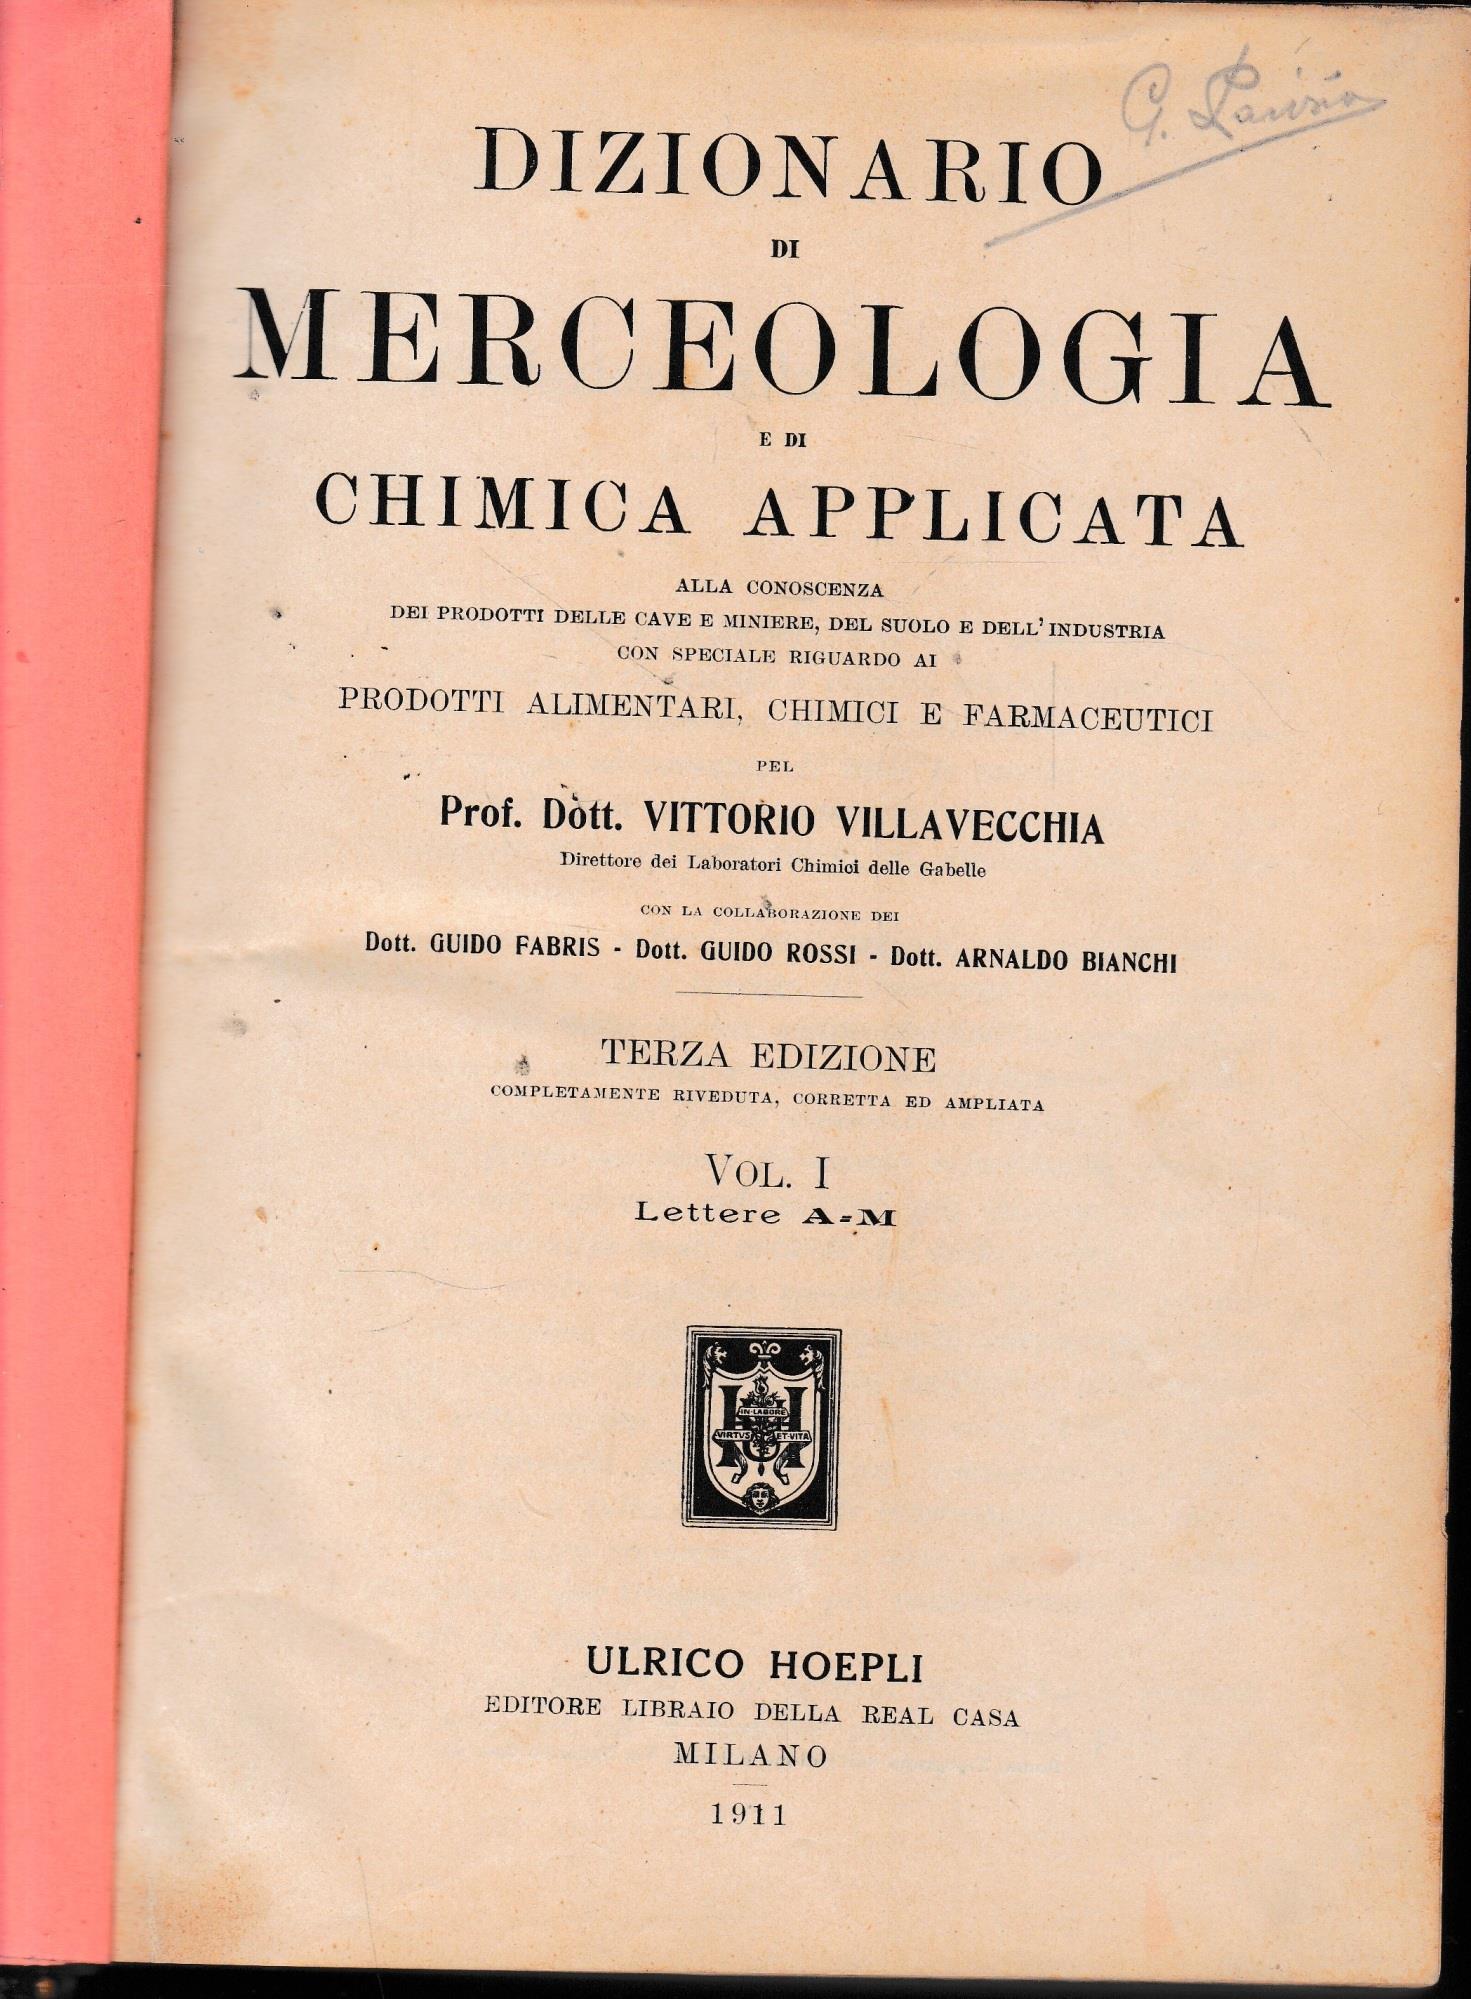 DIZIONARIO
DI
MERCEOLOGIA
E DI
CHIMICA APPLICATA
ALLA CONOSCENZA
DEI PRODOTTI DELLE CAVE E MINIERE, DEL SUOLO E DELL'INDUSTRIA
CON SPECIALE RIGUARDO AI
PRODOTTI ALIMENTARI, CHIMICI E FARMACEUTICI
PEL
Prof. Dott. VITTORIO VILLAVECCHIA
Direttore dei Laboratori Chimici delle Gabelle
CON LA COLLABORAZIONE DEI
Dott. GUIDO FABRIS - Dott. GUIDO ROSSI - Dott. ARNALDO BIANCHI
TERZA EDIZIONE
COMPLETAMENTE RIVEDUTA, CORRETTA ED AMPLIATA
VOL. I
Lettere A-M
IN·LABORE
VIRTVS ET·VITA
ULRICO HOEPLI
EDITORE LIBRAIO DELLA REAL CASA
MILANO
1911